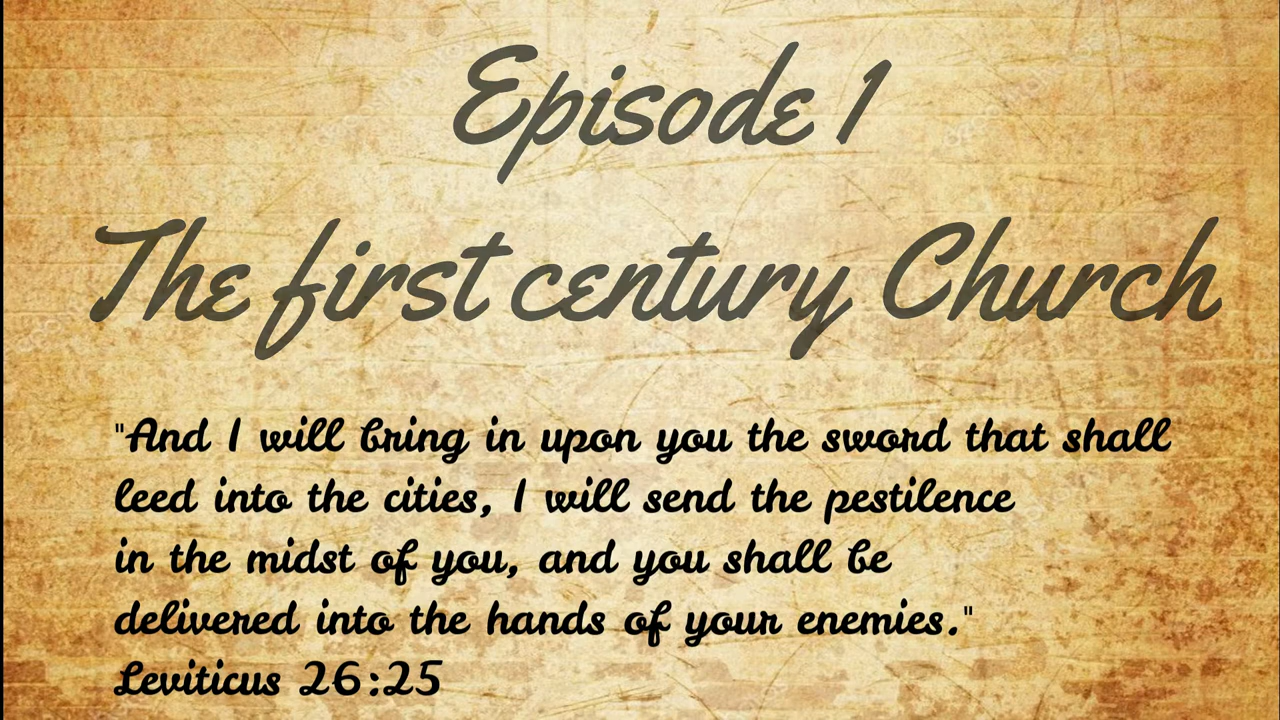 Episode 1
The first century Church
"And I will bring in upon you the sword that shall
leed into the cities, I will send the pestilence
in the midst of you, and you shall be
delivered into the hands of your enemies."
Leviticus 26:25